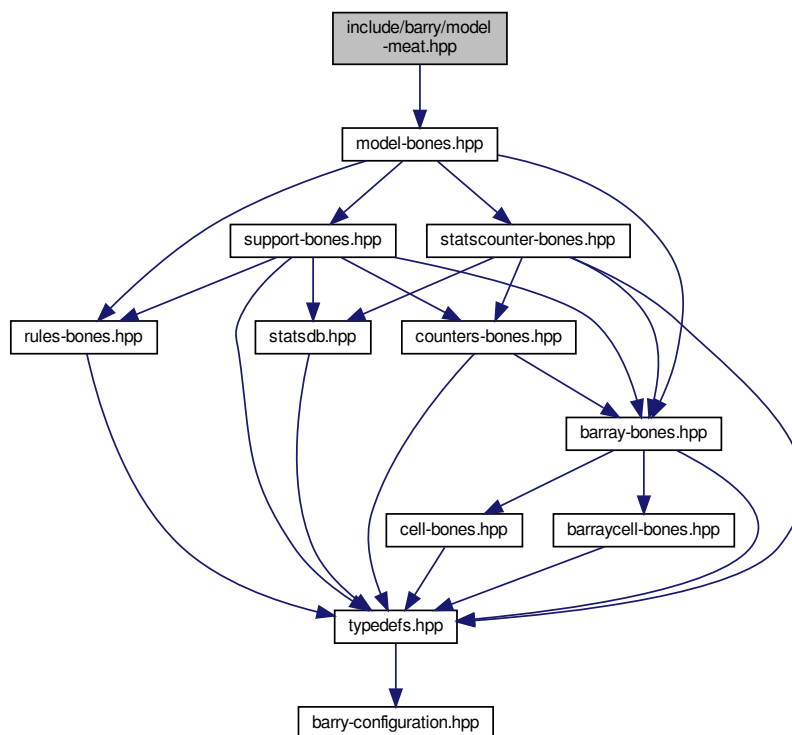 include/barry/model
-meat.hpp
model-bones.hpp
support-bones.hpp
statscounter-bones.hpp
rules-bones.hpp
statsdb.hpp
counters-bones.hpp
barray-bones.hpp
cell-bones.hpp
barraycell-bones.hpp
typedefs.hpp
barry-configuration.hpp